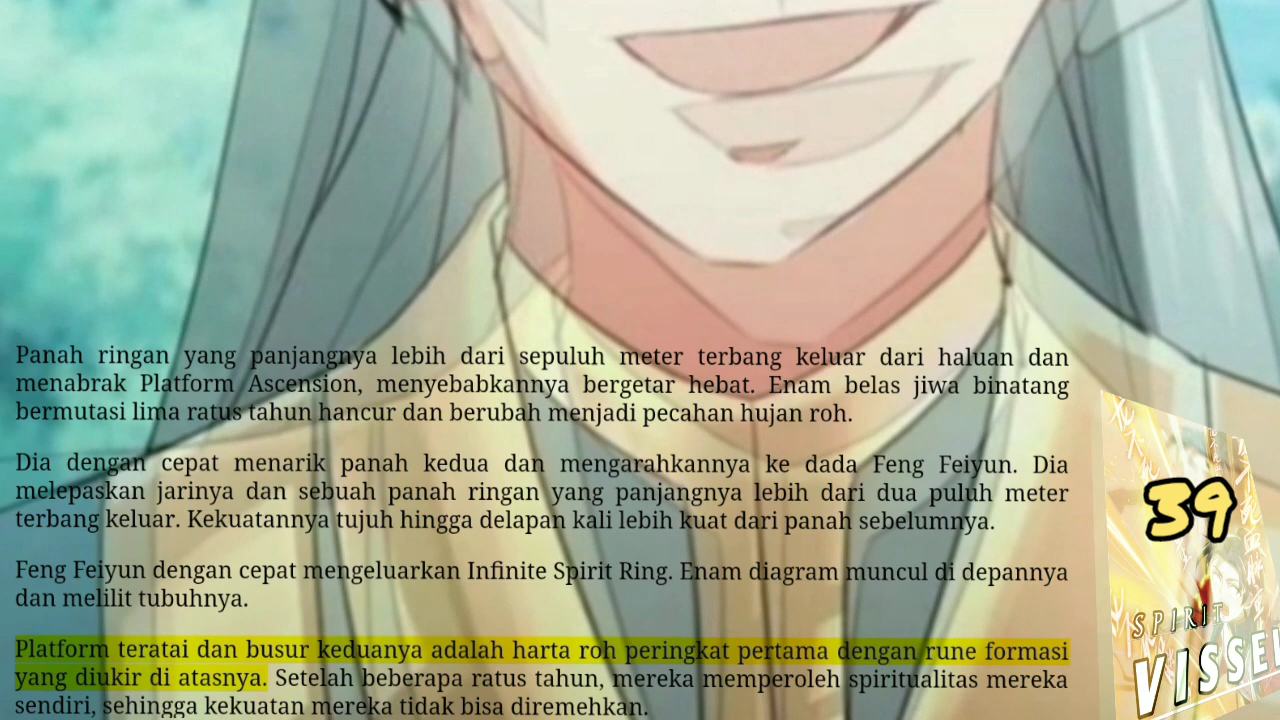 Panah ringan yang panjangnya lebih dari sepuluh meter terbang keluar dari haluan dan
menabrak Platform Ascension, menyebabkannya bergetar hebat. Enam belas jiwa binatang
bermutasi lima ratus tahun hancur dan berubah menjadi pecahan hujan roh.
Dia dengan cepat menarik panah kedua dan mengarahkannya ke dada Feng Feiyun. Dia
melepaskan jarinya dan sebuah panah ringan yang panjangnya lebih dari dua puluh meter
terbang keluar. Kekuatannya tujuh hingga delapan kali lebih kuat dari panah sebelumnya.
Feng Feiyun dengan cepat mengeluarkan Infinite Spirit Ring. Enam diagram muncul di depannya
dan melilit tubuhnya.
Platform teratai dan busur keduanya adalah harta roh peringkat pertama dengan rune formasi
yang diukir di atasnya. Setelah beberapa ratus tahun, mereka memperoleh spiritualitas mereka
sendiri, sehingga kekuatan mereka tidak bisa diremehkan.
39
SPIRIT
VISSEL